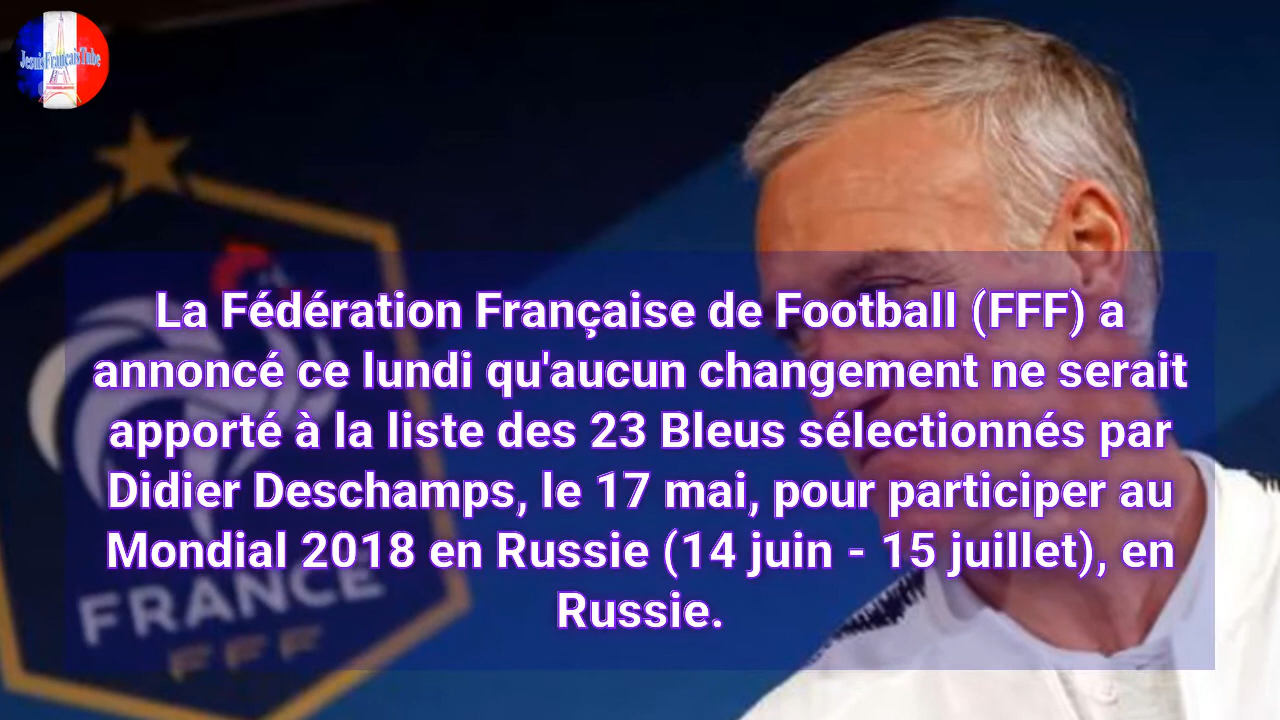 JesuisFrançaisTube
La Fédération Française de Football (FFF) a
annoncé ce lundi qu'aucun changement ne serait
apporté à la liste des 23 Bleus sélectionnés par
Didier Deschamps, le 17 mai, pour participer au
Mondial 2018 en Russie (14 juin - 15 juillet), en
Russie.
FRANCE
FFF